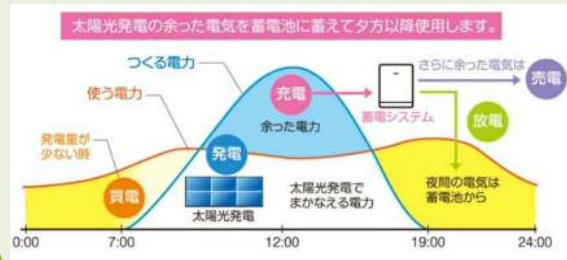 太陽光発電の余った電気を蓄電池に蓄えて夕方以降使用します。
つくる電力
使う電力
発電量が
少ない時
買電
発電
太陽光発電
充電
余った電力
蓄電システム
さらに余った電気は
売電
放電
太陽光発電で
まかなえる電力
夜間の電気は
蓄電池から
0:00
7:00
12:00
19:00
24:00